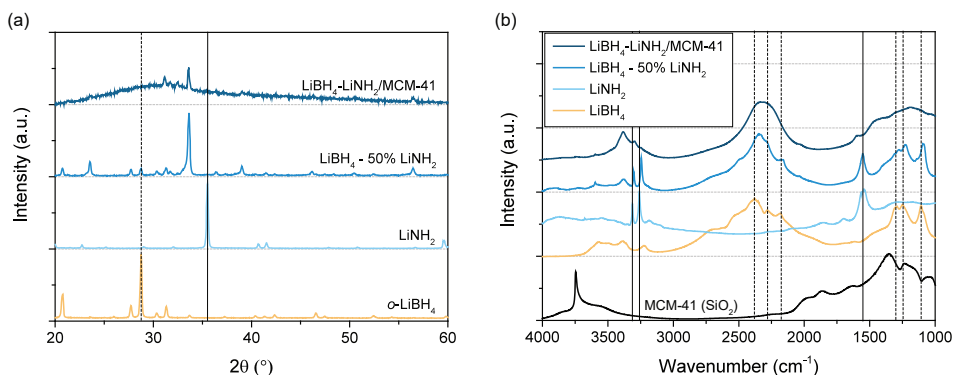 (a)
Intensity (a.u.)
LiBH4-LiNH2/MCM-41
LiBH4 - 50% LiNH2
LiNH2
o-LiBH4
20 30 40 50 60
2θ (°)
(b)
Intensity (a.u.)
LiBH4-LiNH2/MCM-41
LiBH4 - 50% LiNH2
LiNH2
LiBH4
MCM-41 (SiO2)
4000 3500 3000 2500 2000 1500 1000
Wavenumber (cm−1)